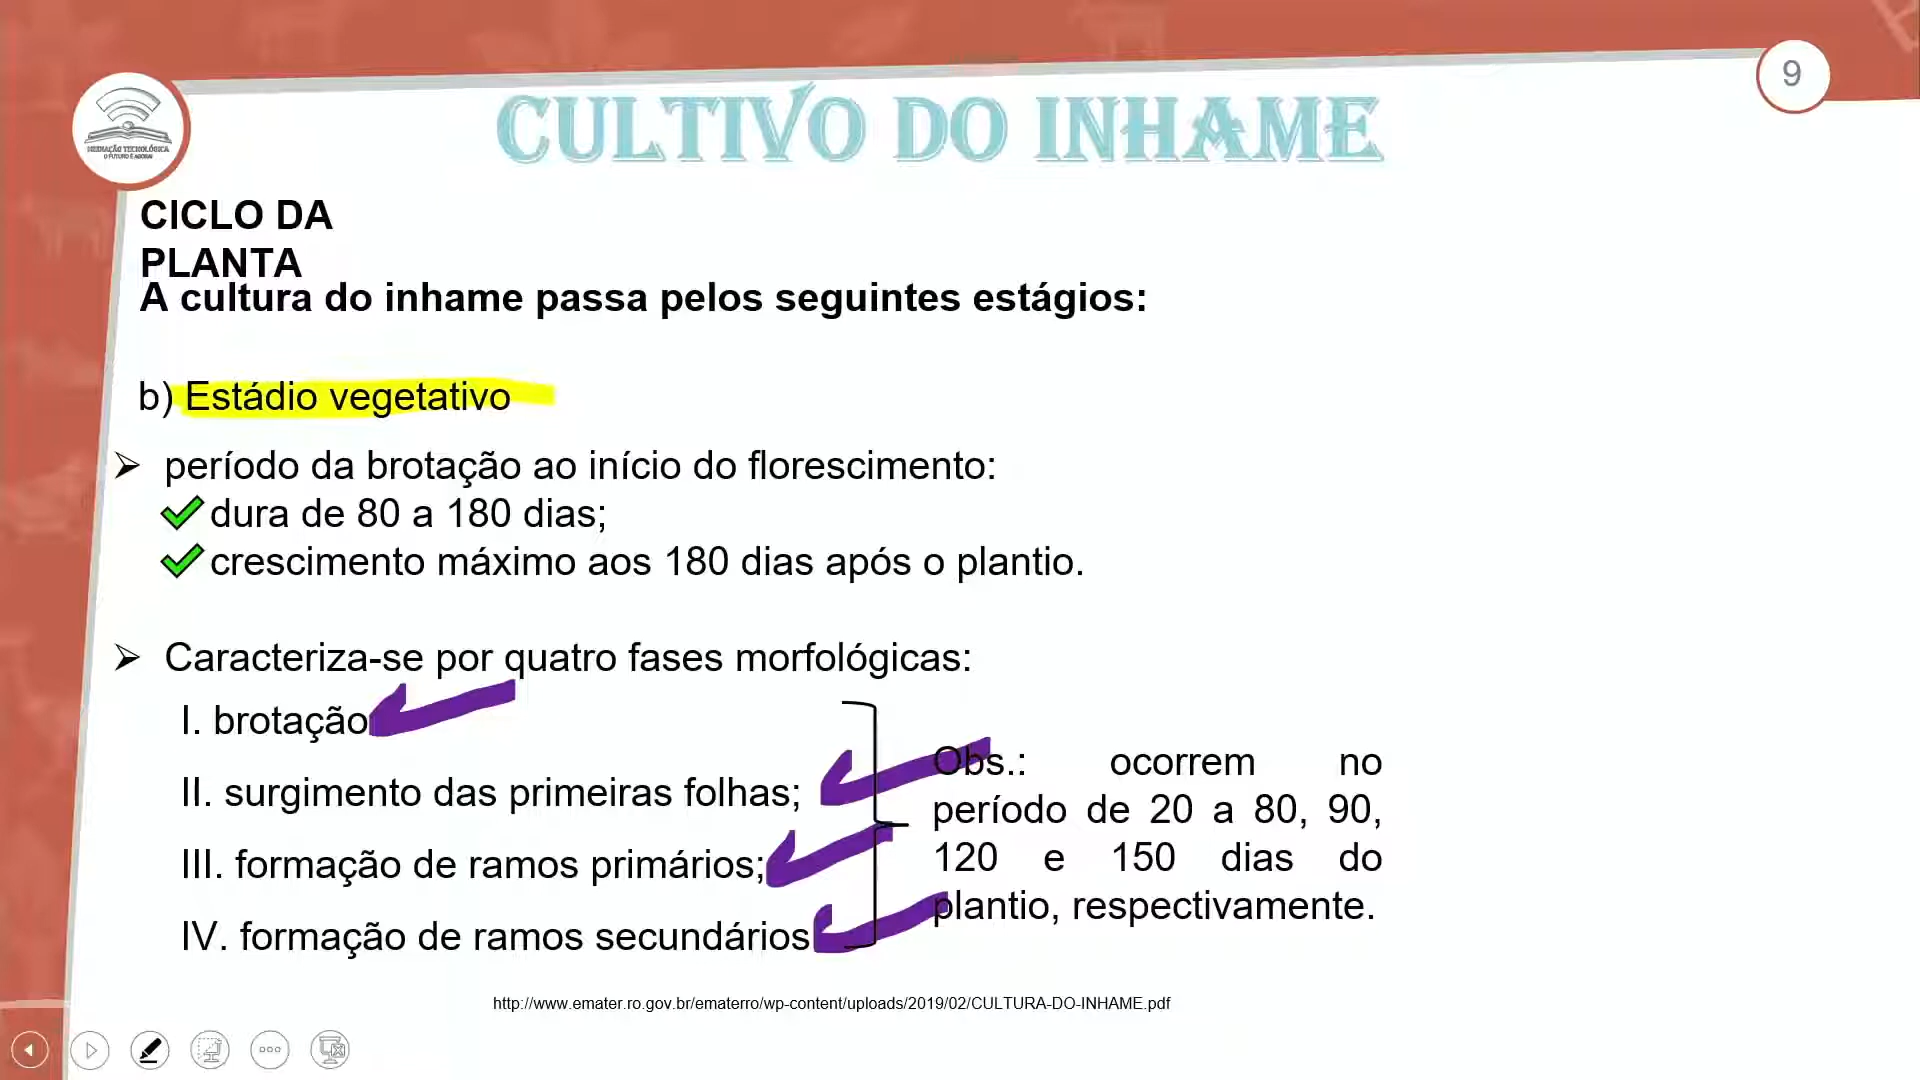 9
MEDIAÇÃO TECNOLÓGICA
O FUTURO É AGORA!
CULTIVO DO INHAME
CICLO DA
PLANTA
A cultura do inhame passa pelos seguintes estágios:
b) Estádio vegetativo
➢ período da brotação ao início do florescimento:
✔ dura de 80 a 180 dias;
✔ crescimento máximo aos 180 dias após o plantio.
➢ Caracteriza-se por quatro fases morfológicas:
I. brotação
II. surgimento das primeiras folhas;
III. formação de ramos primários;
IV. formação de ramos secundários
Obs.: ocorrem no
período de 20 a 80, 90,
120 e 150 dias do
plantio, respectivamente.
http://www.emater.ro.gov.br/ematerro/wp-content/uploads/2019/02/CULTURA-DO-INHAME.pdf